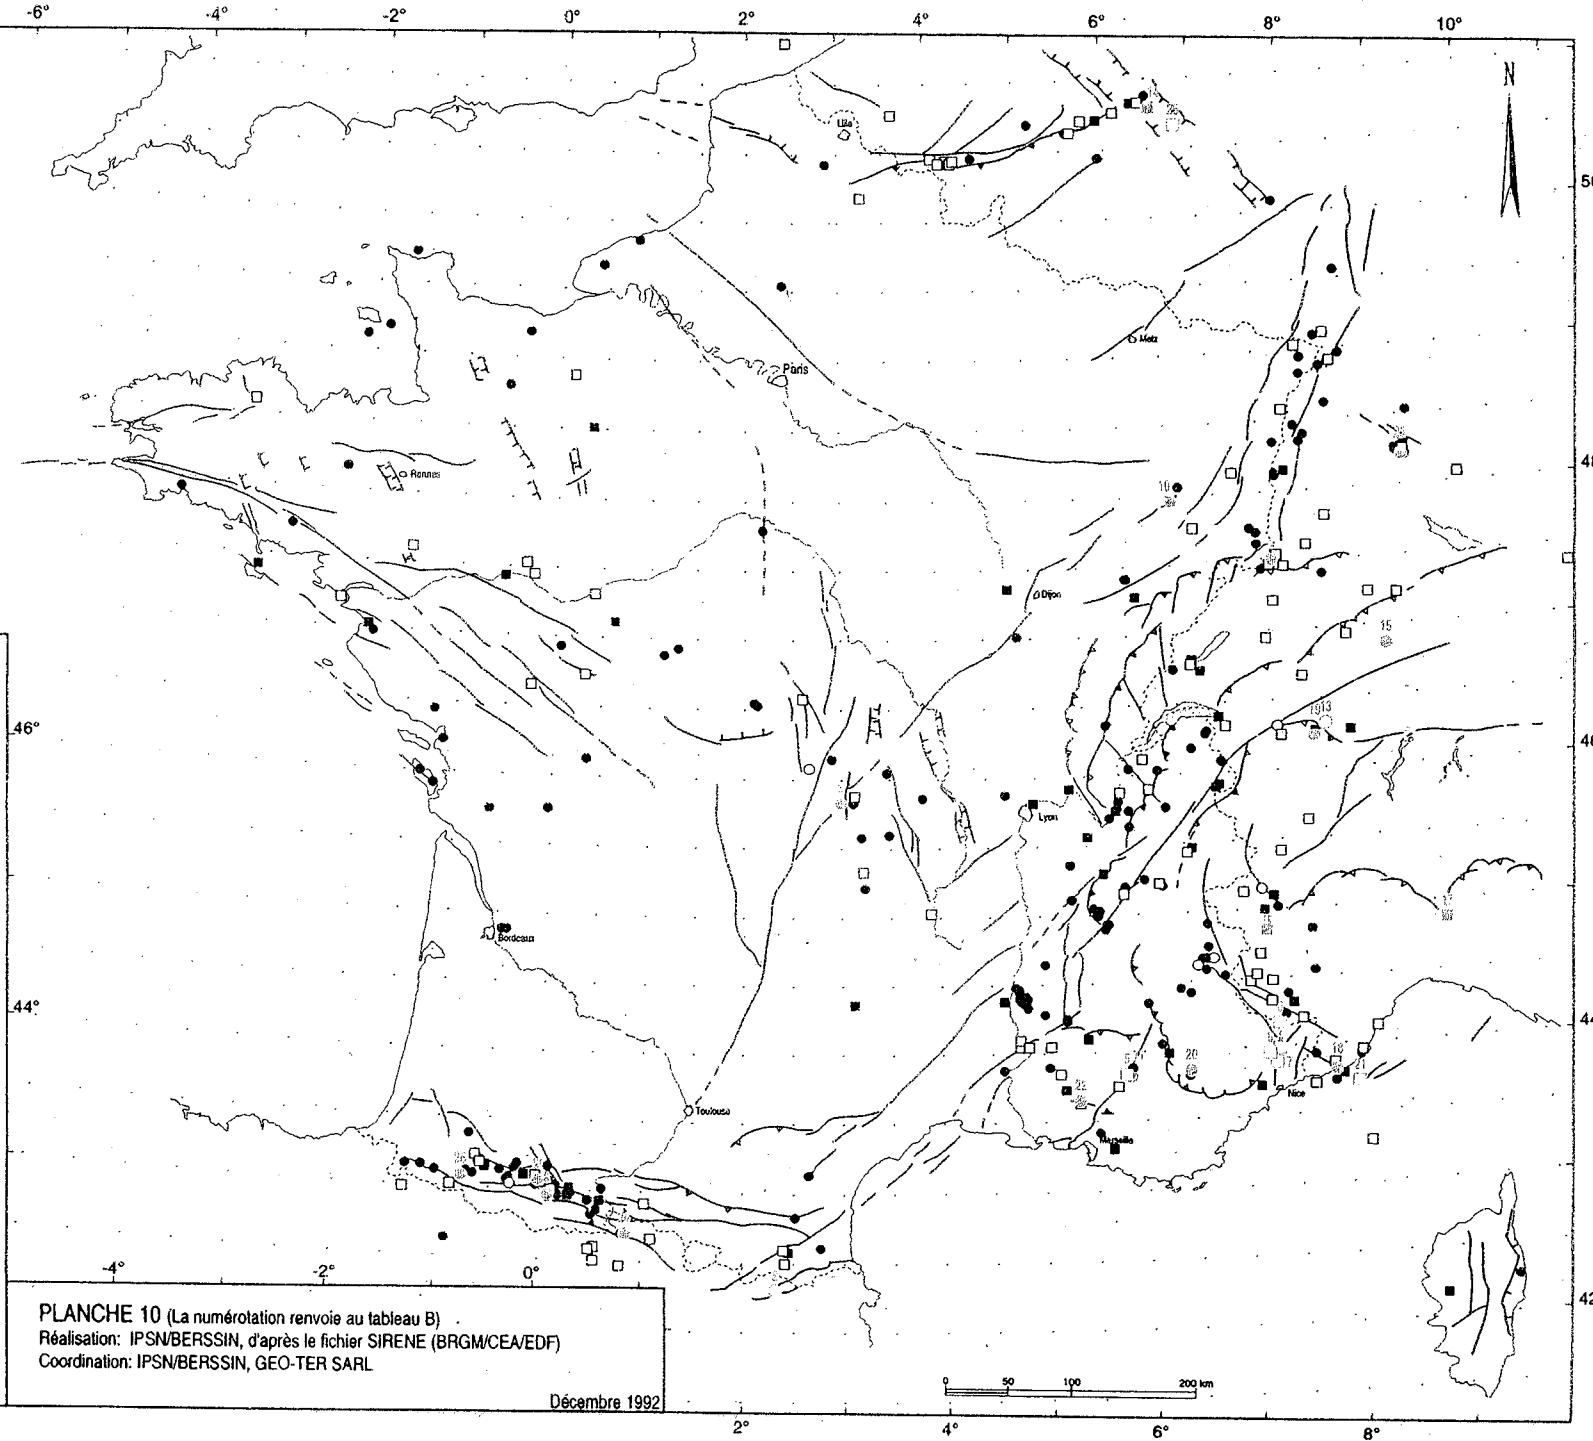 -6° -4° -2° 0° 2° 4° 6° 8° 10°
N
Lille
50
Metz
Paris
48
Rennes
10
Dijon
15
46°
13
Lyon
Bordeaux
44°
44
18
20
Nice
Toulouse
Marseille
-4° -2° 0°
42
PLANCHE 10 (La numérotation renvoie au tableau B)
Réalisation: IPSN/BERSSIN, d'après le fichier SIRENE (BRGM/CEA/EDF)
Coordination: IPSN/BERSSIN, GEO-TER SARL
Décembre 1992
0 50 100 200 km
2° 4° 6° 8°